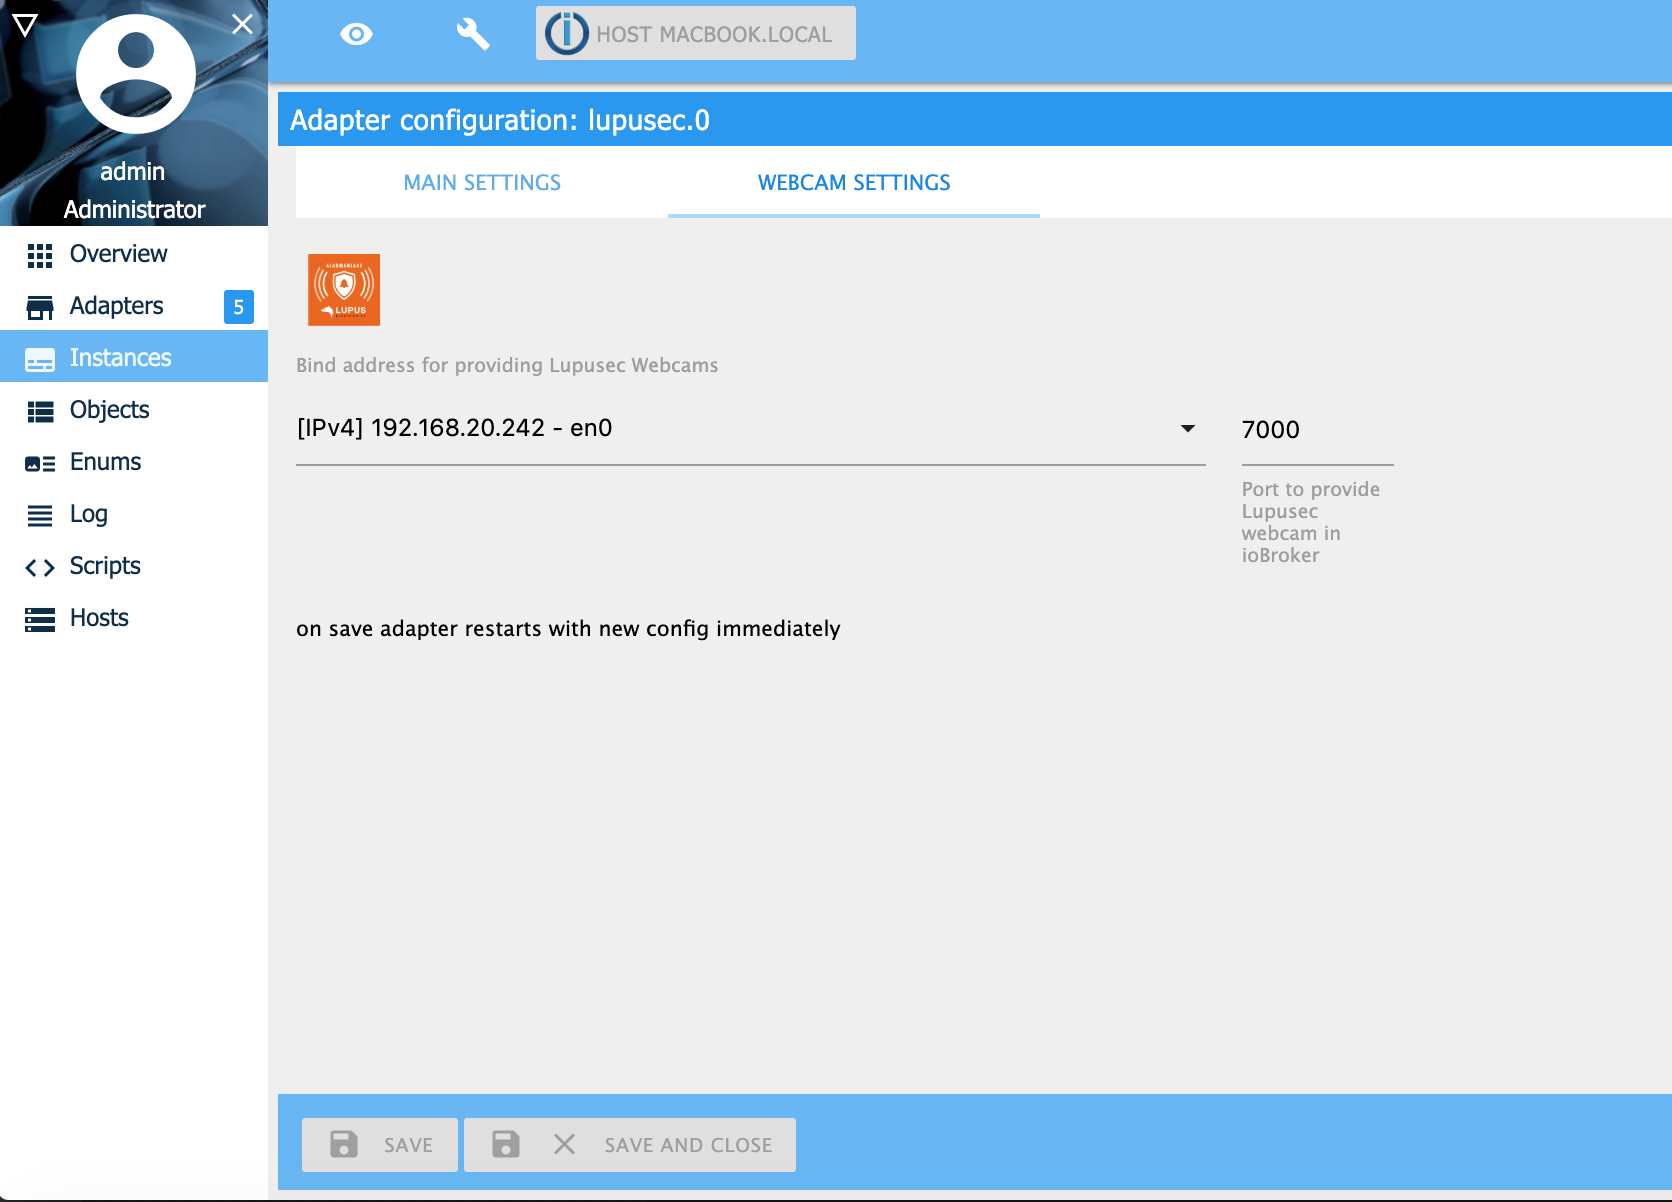 HOST MACBOOK.LOCAL
admin
Administrator
Overview
Adapters 5
Instances
Objects
Enums
Log
Scripts
Hosts
Adapter configuration: lupusec.0
MAIN SETTINGS WEBCAM SETTINGS
LUPUS
Bind address for providing Lupusec Webcams
[IPv4] 192.168.20.242 - en0
7000
Port to provide
Lupusec
webcam in
ioBroker
on save adapter restarts with new config immediately
SAVE SAVE AND CLOSE